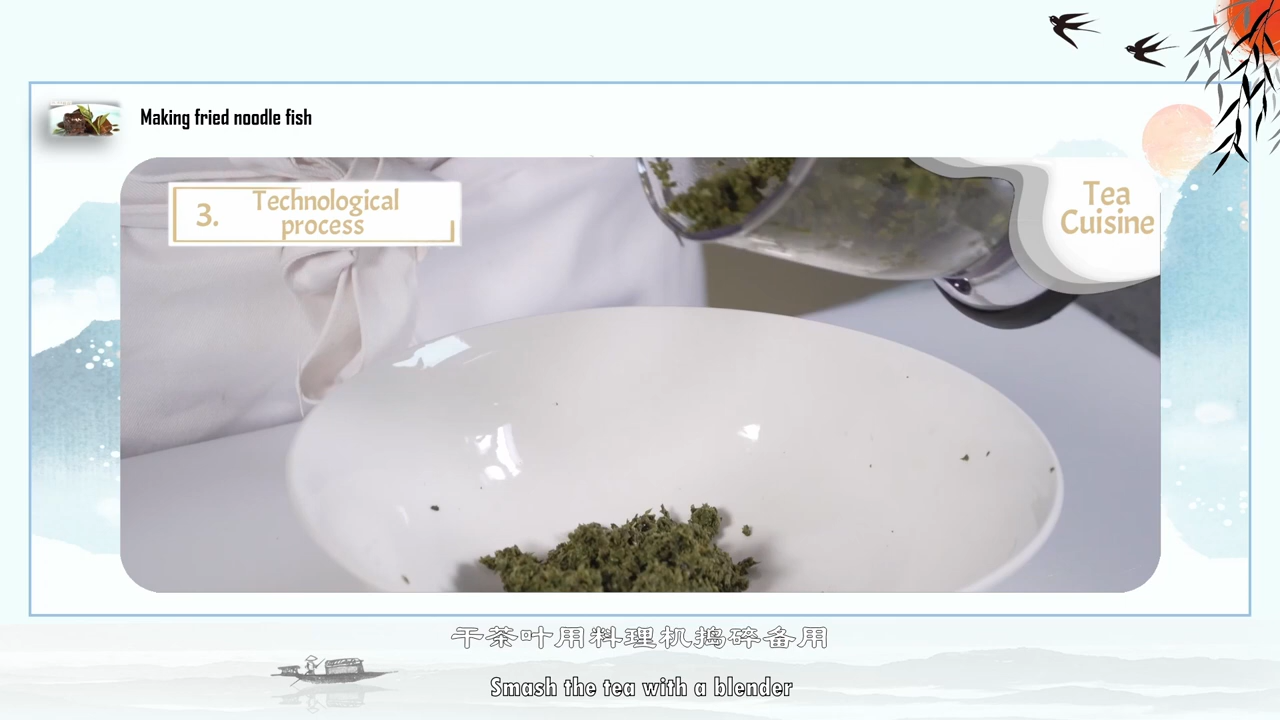 Making fried noodle fish
3.
Technological
process
Tea
Cuisine
干茶叶用料理机捣碎备用
Smash the tea with a blender